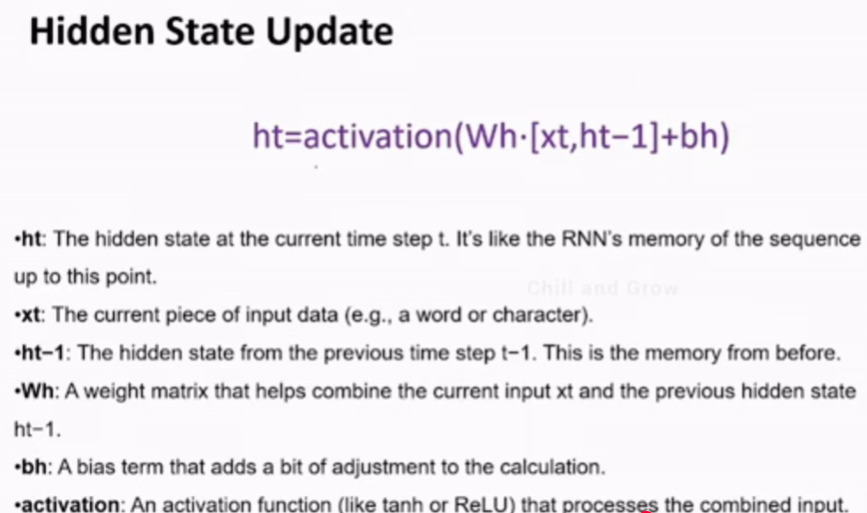 Hidden State Update
ht=activation(Wh·[xt,ht−1]+bh)
•ht: The hidden state at the current time step t. It's like the RNN's memory of the sequence
up to this point.
Chill and Grow
•xt: The current piece of input data (e.g., a word or character).
•ht−1: The hidden state from the previous time step t−1. This is the memory from before.
•Wh: A weight matrix that helps combine the current input xt and the previous hidden state
ht−1.
•bh: A bias term that adds a bit of adjustment to the calculation.
•activation: An activation function (like tanh or ReLU) that processes the combined input.